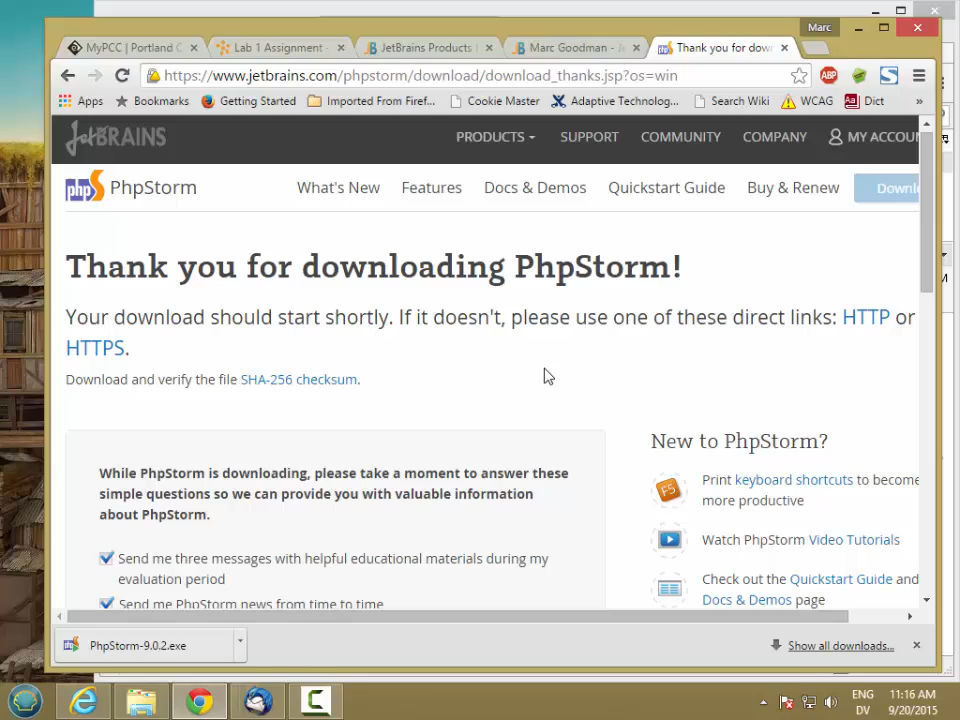 Marc
MyPCC | Portland C
Lab 1 Assignment -
JetBrains Products
Marc Goodman - Je
Thank you for down
https://www.jetbrains.com/phpstorm/download/download_thanks.jsp?os=win
ABP
S
Apps
Bookmarks
Getting Started
Imported From Firef...
Cookie Master
Adaptive Technolog...
Search Wiki
WCAG
Dict
»
JetBRAINS
PRODUCTS
SUPPORT
COMMUNITY
COMPANY
MY ACCOUN
php PhpStorm
What's New
Features
Docs & Demos
Quickstart Guide
Buy & Renew
Downl
Thank you for downloading PhpStorm!
Your download should start shortly. If it doesn't, please use one of these direct links: HTTP or
HTTPS.
Download and verify the file SHA-256 checksum.
While PhpStorm is downloading, please take a moment to answer these
simple questions so we can provide you with valuable information
about PhpStorm.
Send me three messages with helpful educational materials during my
evaluation period
Send me PhpStorm news from time to time
New to PhpStorm?
F5
Print keyboard shortcuts to become
more productive
Watch PhpStorm Video Tutorials
Check out the Quickstart Guide and
Docs & Demos page
PhpStorm-9.0.2.exe
Show all downloads...
C
ENG
DV
11:16 AM
9/20/2015